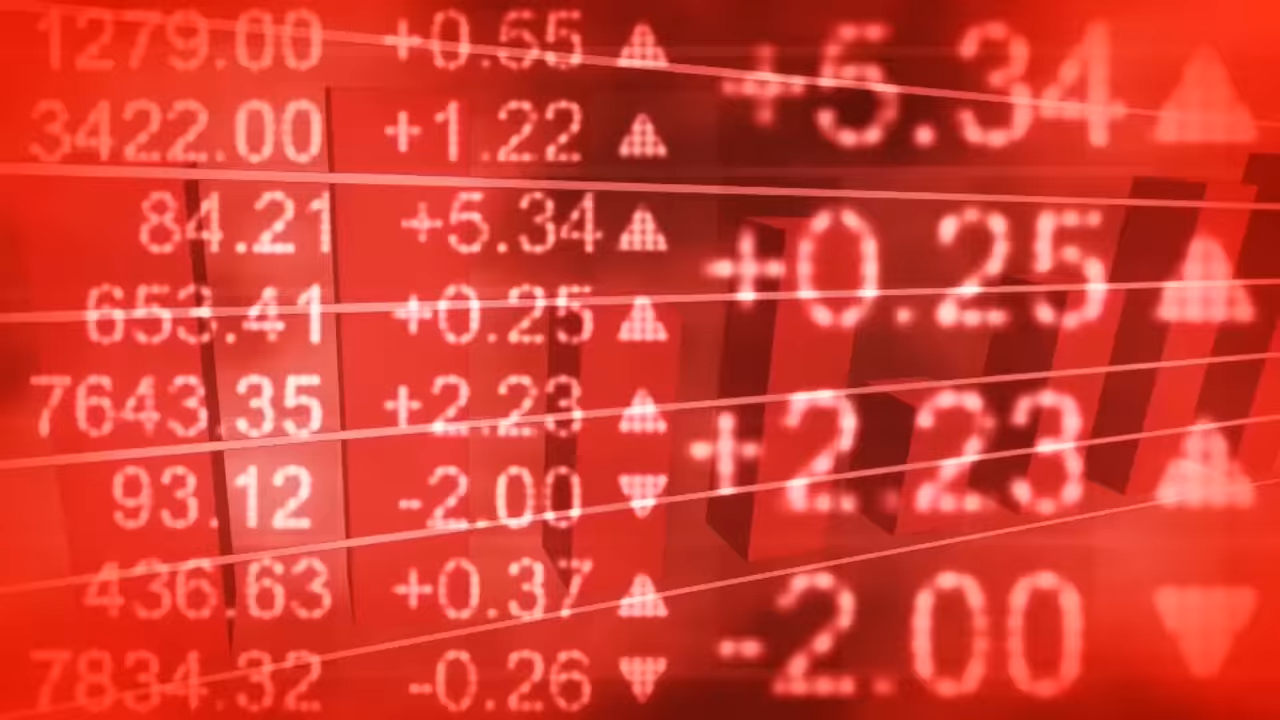 1279.00 +0.55 ▲
3422.00 +1.22 ▲
84.21 +5.34 ▲
653.41 +0.25 ▲
7643.35 +2.23 ▲
93.12 -2.00 ▼
436.63 +0.37 ▲
7834.32 -0.26 ▼
+5.34 ▲
+0.25 ▲
+2.23 ▲
-2.00 ▼